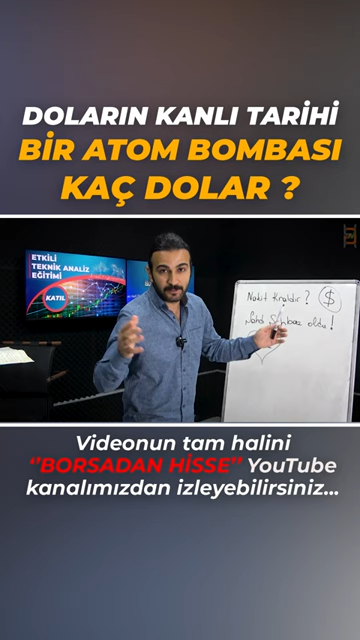 DOLARIN KANLI TARİHİ
BİR ATOM BOMBASI
KAÇ DOLAR ?
ETKİLİ
TEKNİK ANALİZ
EĞİTİMİ
KATIL
Nakit Kraldır ? $
oldu !
Videonun tam halini
‘’BORSADAN HİSSE’’ YouTube
kanalımızdan izleyebilirsiniz...